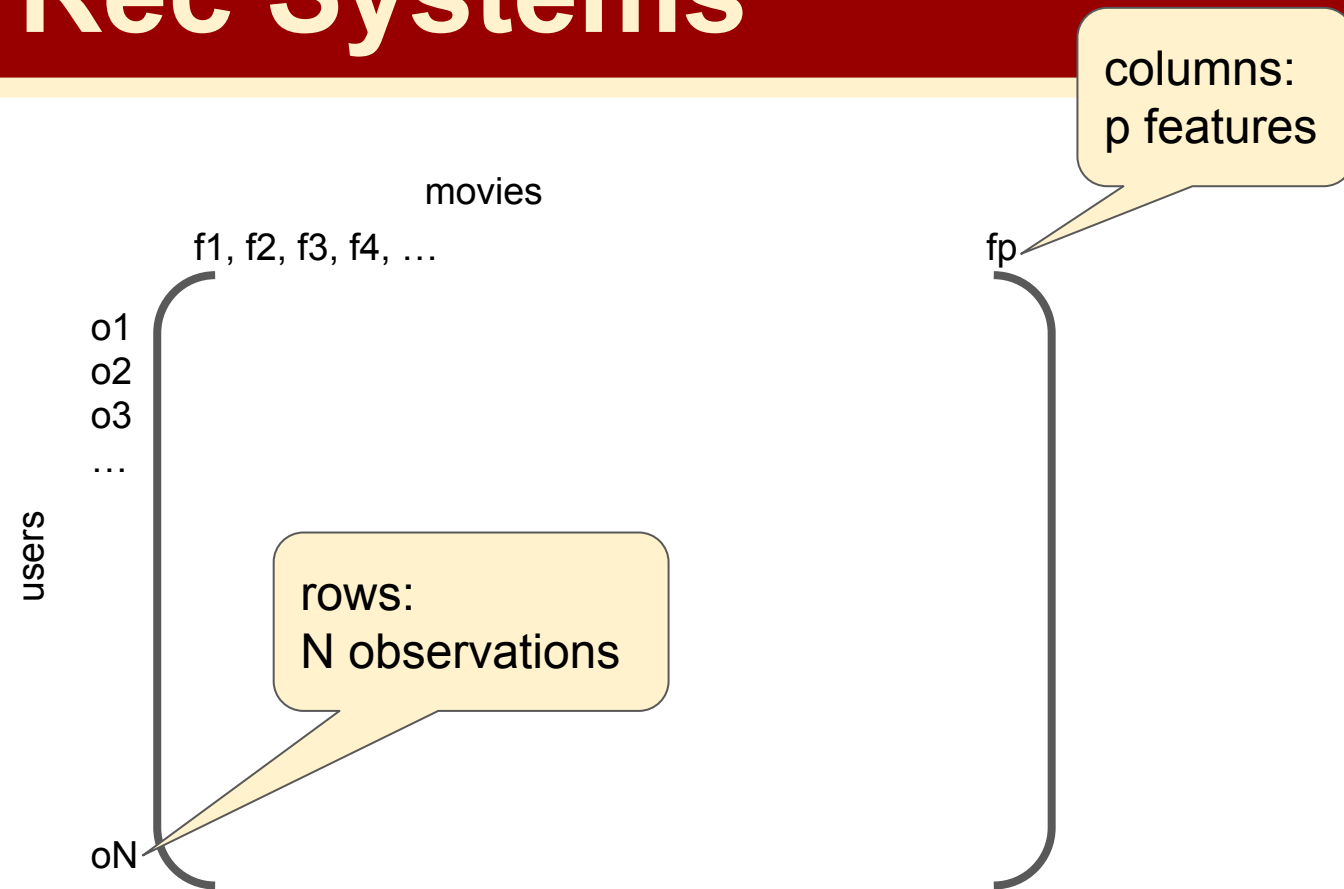 Rec Systems
columns:
p features
movies
f1, f2, f3, f4, …
fp
o1
o2
o3
…
users
rows:
N observations
oN